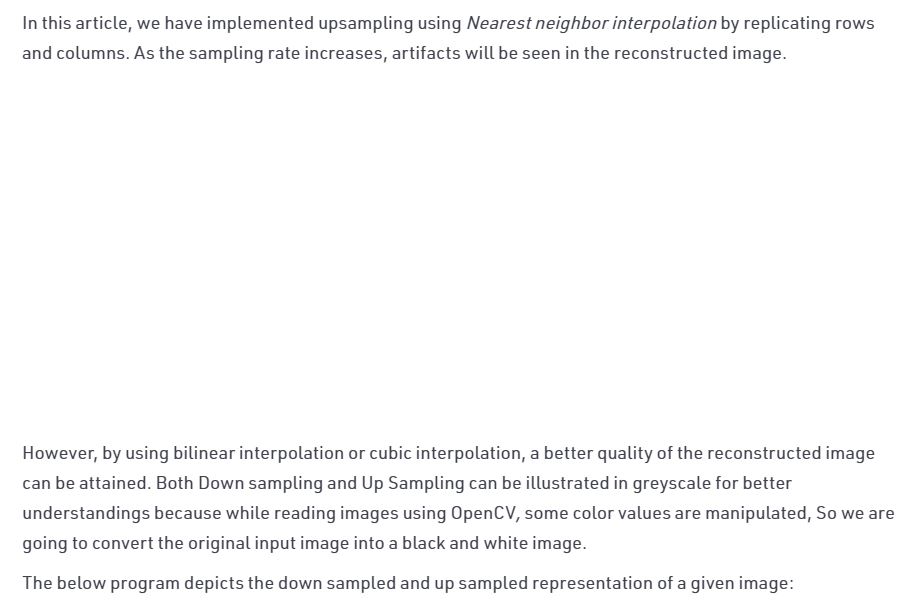 In this article, we have implemented upsampling using Nearest neighbor interpolation by replicating rows
and columns. As the sampling rate increases, artifacts will be seen in the reconstructed image.
However, by using bilinear interpolation or cubic interpolation, a better quality of the reconstructed image
can be attained. Both Down sampling and Up Sampling can be illustrated in greyscale for better
understandings because while reading images using OpenCV, some color values are manipulated, So we are
going to convert the original input image into a black and white image.
The below program depicts the down sampled and up sampled representation of a given image: